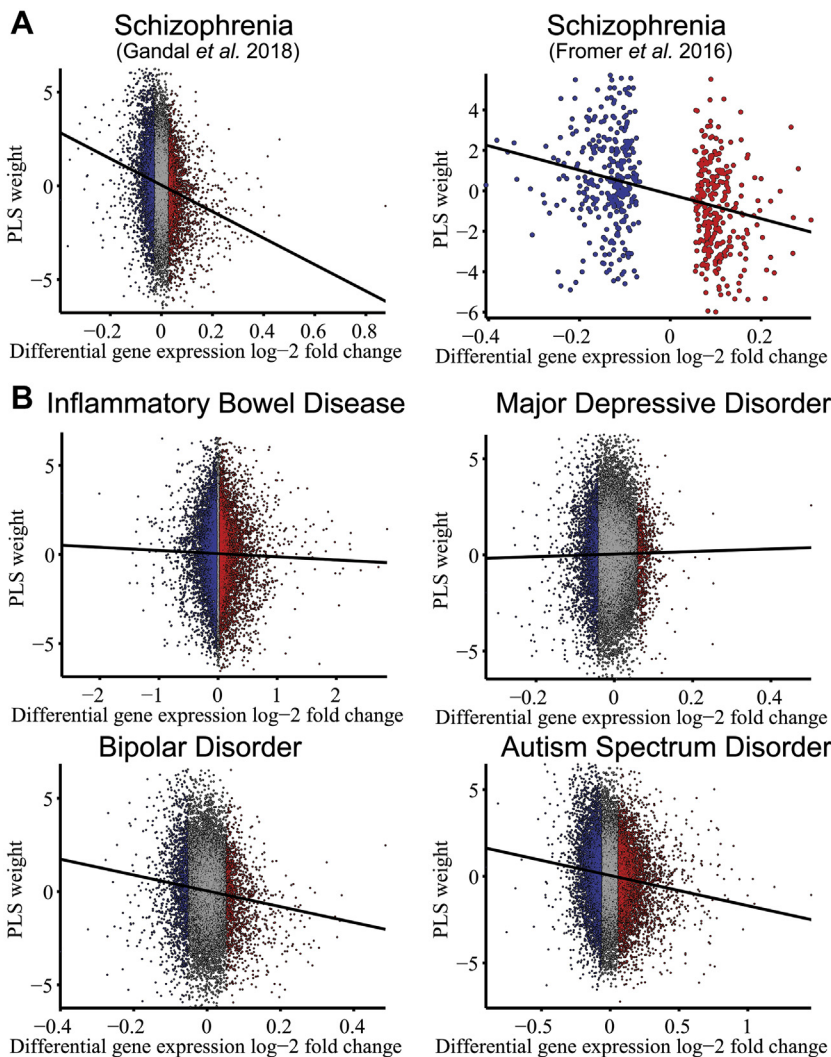 A
Schizophrenia
(Gandal et al. 2018)
5
0
−5
PLS weight
−0.2
0
0.2
0.4
0.6
0.8
Differential gene expression log−2 fold change
Schizophrenia
(Fromer et al. 2016)
4
2
0
−2
−4
−6
PLS weight
−0.4
−0.2
0
0.2
Differential gene expression log−2 fold change
B
Inflammatory Bowel Disease
5
0
−5
PLS weight
−2
−1
0
1
2
Differential gene expression log−2 fold change
Major Depressive Disorder
5
0
−5
PLS weight
−0.2
0
0.2
0.4
Differential gene expression log−2 fold change
Bipolar Disorder
5
0
−5
PLS weight
−0.4
−0.2
0
0.2
0.4
Differential gene expression log−2 fold change
Autism Spectrum Disorder
5
0
−5
PLS weight
−0.5
0
0.5
1
Differential gene expression log−2 fold change